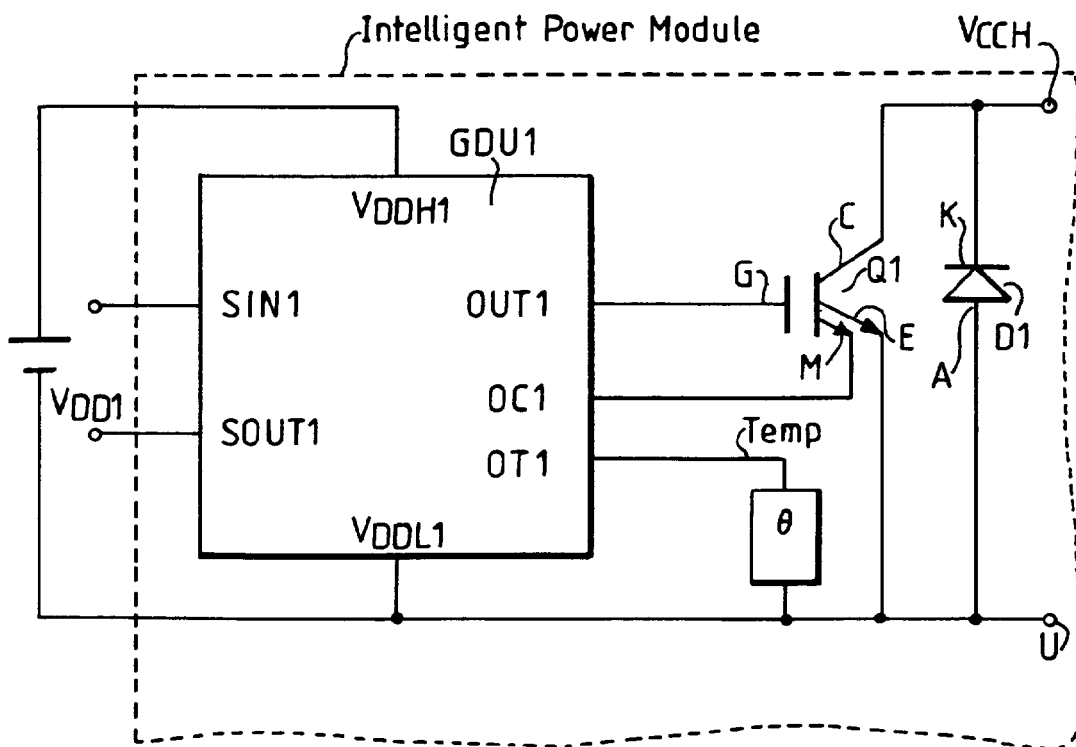 Intelligent Power Module
VCCH
GDU1
VDDH1
C
K
Q1
SIN1
OUT1
G
E
D1
M
A
VDD1
OC1
SOUT1
Temp
OT1
θ
VDDL1
U